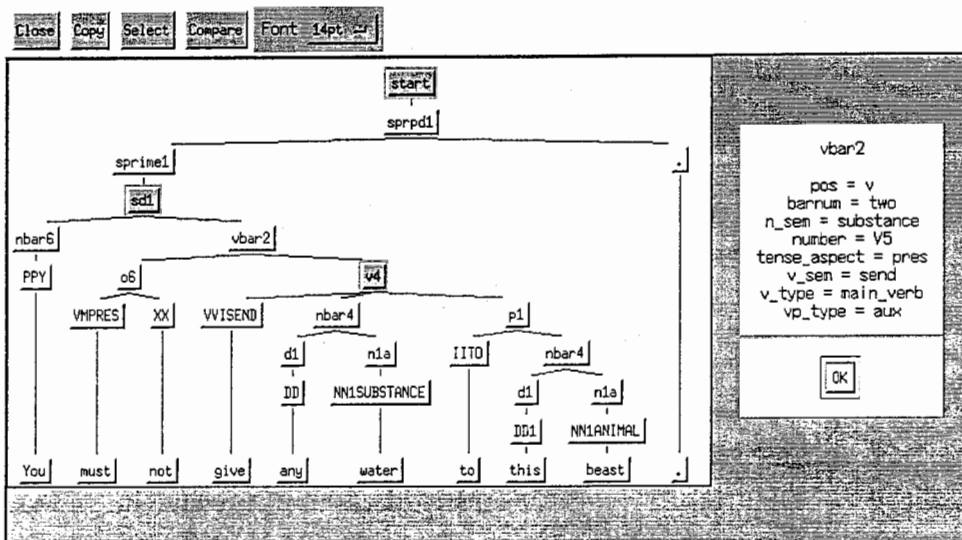 Close Copy Select Compare Font 14pt
start
sprpd1
sprime1 .
sd1
nbar6 vbar2
PPY o6 v4
VMPRES XX VVISEND nbar4 p1
d1 n1a IITO nbar4
DD NN1SUBSTANCE d1 n1a
DD1 NN1ANIMAL
You must not give any water to this beast .
vbar2
pos = v
barnum = two
n_sem = substance
number = V5
tense_aspect = pres
v_sem = send
v_type = main_verb
vp_type = aux
OK